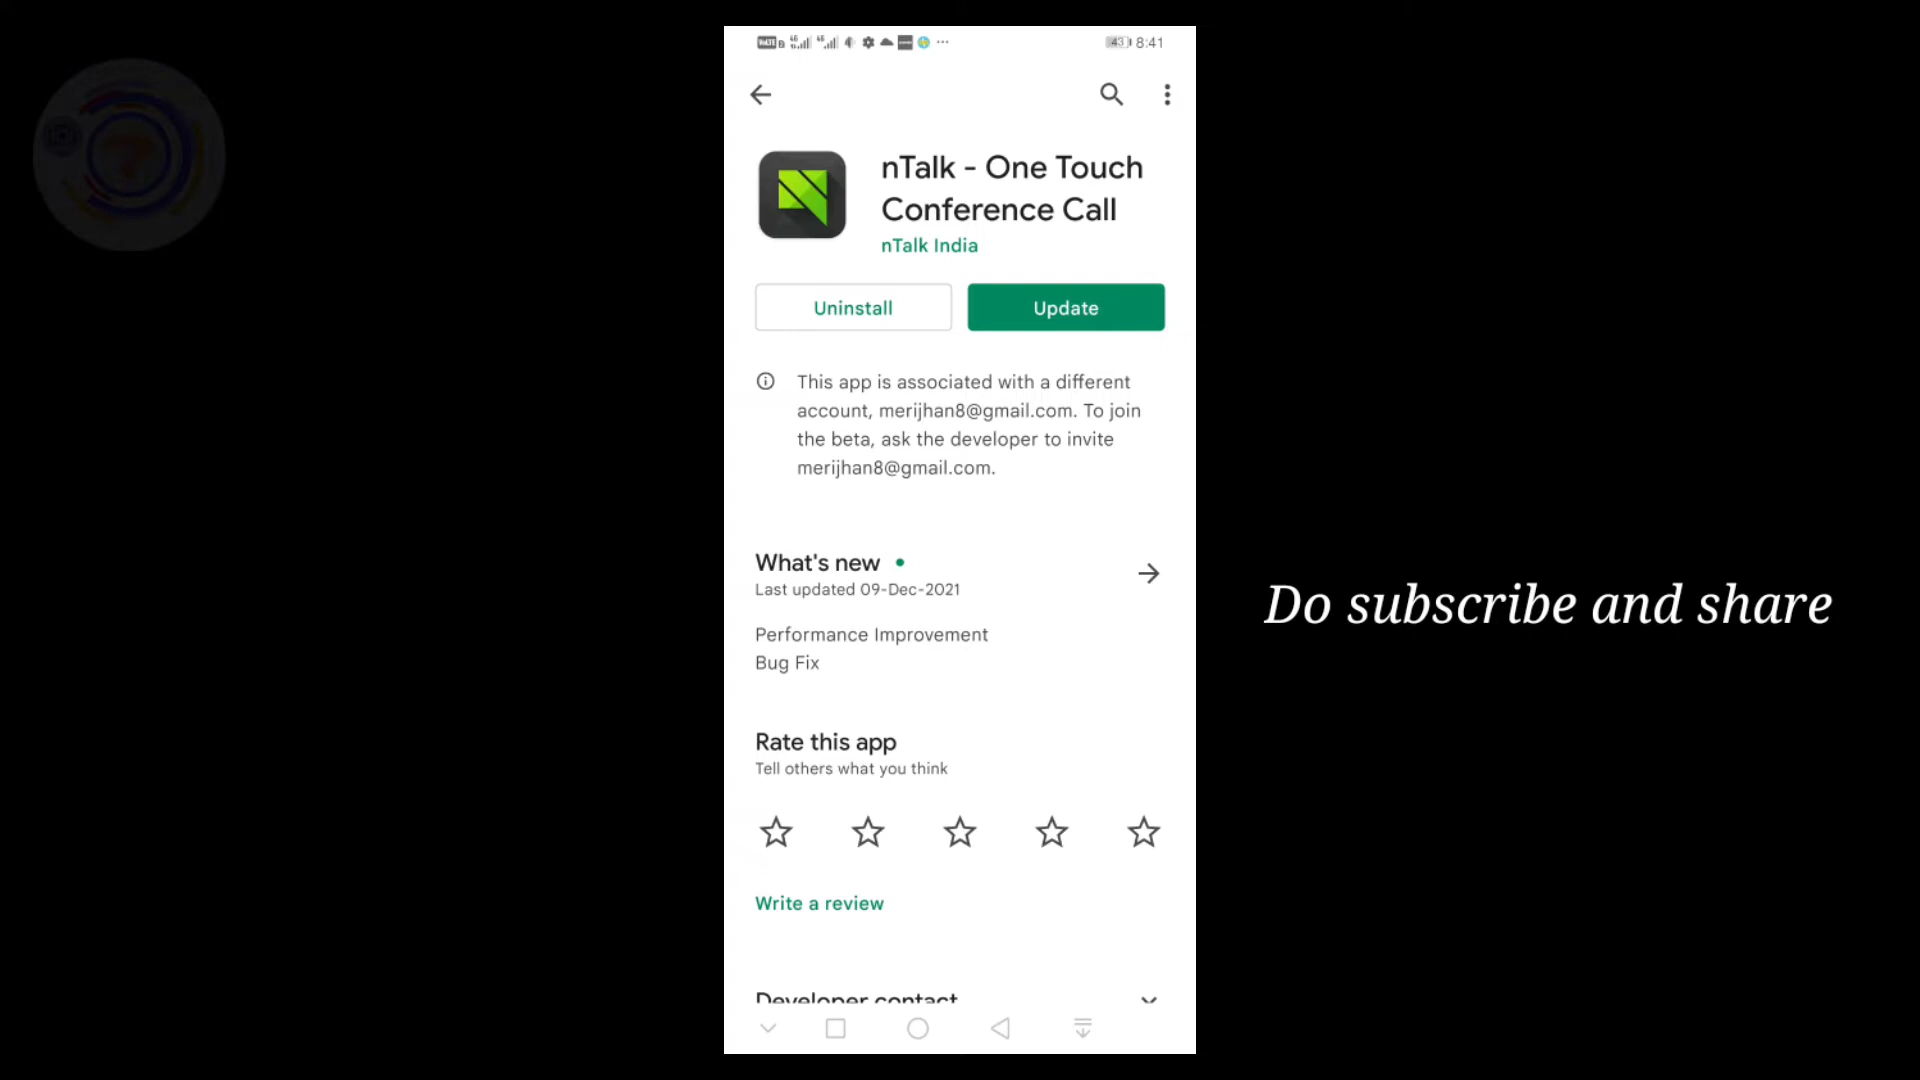 43 8:41
nTalk - One Touch
Conference Call
nTalk India
Uninstall
Update
This app is associated with a different
account, merijhan8@gmail.com. To join
the beta, ask the developer to invite
merijhan8@gmail.com.
What's new
Last updated 09-Dec-2021
Performance Improvement
Bug Fix
Do subscribe and share
Rate this app
Tell others what you think
Write a review
Developer contact